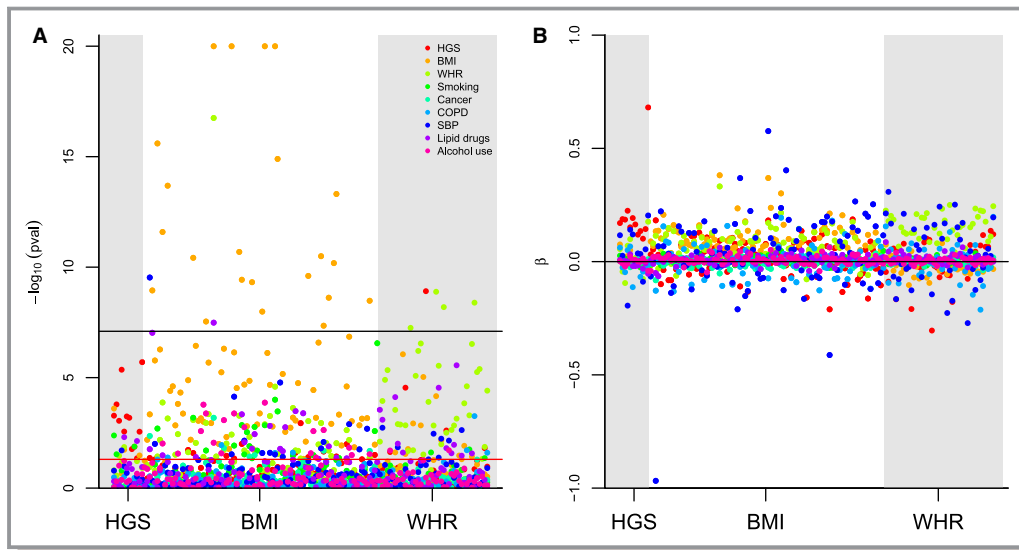 A
20
15
10
5
0
−log10 (pval)
HGS
BMI
WHR
Smoking
Cancer
COPD
SBP
Lipid drugs
Alcohol use
HGS BMI WHR
B
1.0
0.5
0.0
−0.5
−1.0
β
HGS BMI WHR